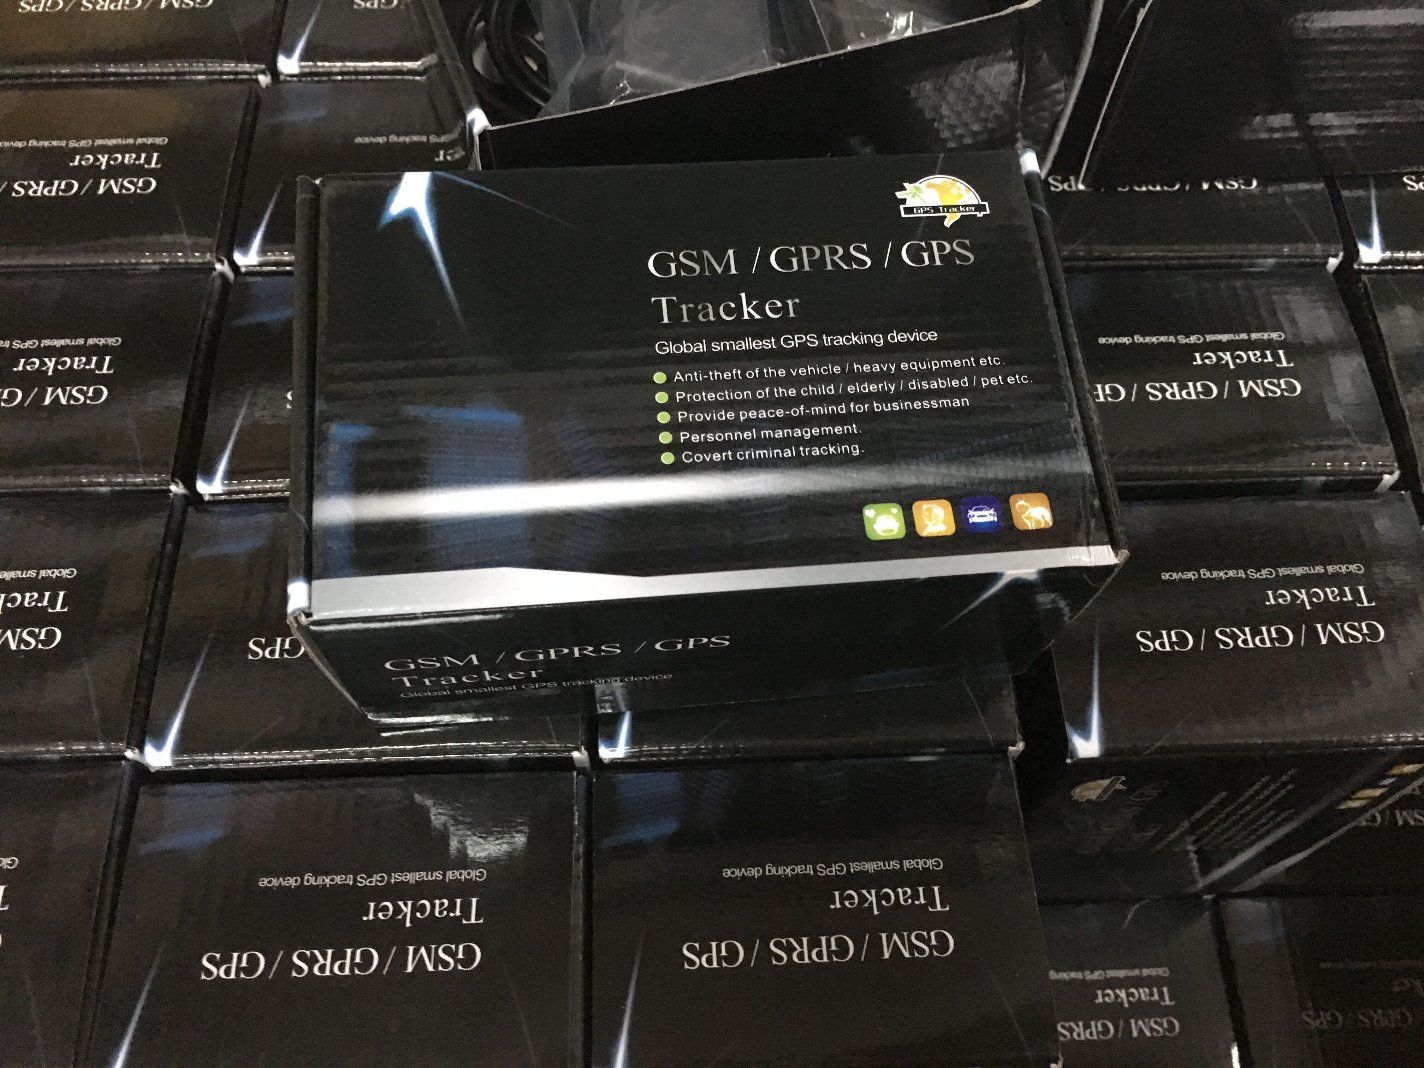 GPS Tracker
GSM / GPRS / GPS
Tracker
Global smallest GPS tracking device
Anti-theft of the vehicle / heavy equipment etc.
Protection of the child / elderly / disabled / pet etc.
Provide peace-of-mind for businessman
Personnel management.
Covert criminal tracking.
GSM / GPRS / GPS
Tracker
Global smallest GPS tracking device
Global smallest GPS tracking device
Tracker
GSM / GPRS
Global smallest GPS
Tracker
GSM / GPRS
Global smallest GPS tracking device
Tracker
GSM / GPRS
Global smallest GPS tracking device
Tracker
GSM / GPRS / GPS
GPS
Global smallest GPS tracking device
Tracker
GSM / GPRS / GPS
Global smallest GPS tracking device
Tracker
GSM / GPRS / GPS
Global smallest GPS tracking
Tracker
GSM / GPRS